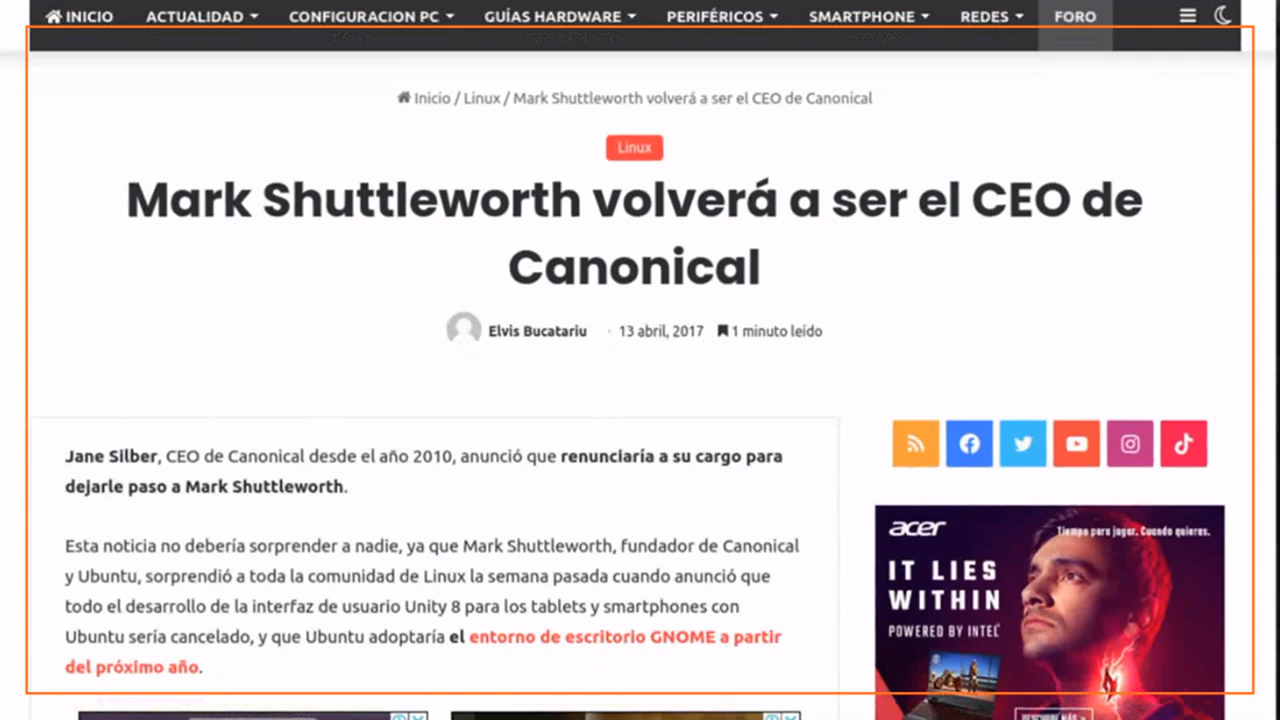 INICIO ACTUALIDAD CONFIGURACION PC GUÍAS HARDWARE PERIFÉRICOS SMARTPHONE REDES FORO
Inicio / Linux / Mark Shuttleworth volverá a ser el CEO de Canonical
Linux
Mark Shuttleworth volverá a ser el CEO de
Canonical
Elvis Bucatariu · 13 abril, 2017 1 minuto leído
Jane Silber, CEO de Canonical desde el año 2010, anunció que renunciaría a su cargo para
dejarle paso a Mark Shuttleworth.
Esta noticia no debería sorprender a nadie, ya que Mark Shuttleworth, fundador de Canonical
y Ubuntu, sorprendió a toda la comunidad de Linux la semana pasada cuando anunció que
todo el desarrollo de la interfaz de usuario Unity 8 para los tablets y smartphones con
Ubuntu sería cancelado, y que Ubuntu adoptaría el entorno de escritorio GNOME a partir
del próximo año.
acer
Tiempo para jugar. Cuando quieras.
IT LIES
WITHIN
POWERED BY INTEL